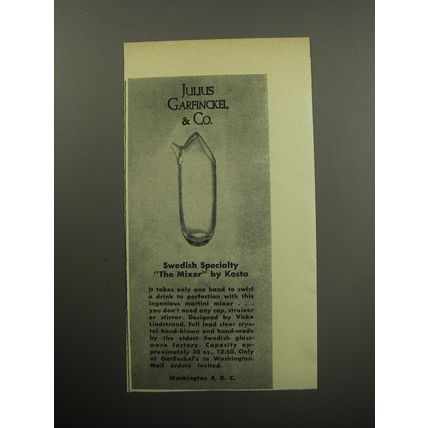 JULIUS
GARFINCKEL
& CO.
Swedish Specialty
"The Mixer" by Kosta
It takes only one hand to swirl
a drink to perfection with this
ingenious martini mixer . . .
you don't need any cap, strainer
or stirrer. Designed by Vicke
Lindstrand, full lead clear crys-
tal hand-blown and hand-made
by the oldest Swedish glass-
ware factory. Capacity ap-
proximately 30 oz., 12.50. Only
at Garfinckel's in Washington.
Mail orders invited.
Washington 4, D. C.